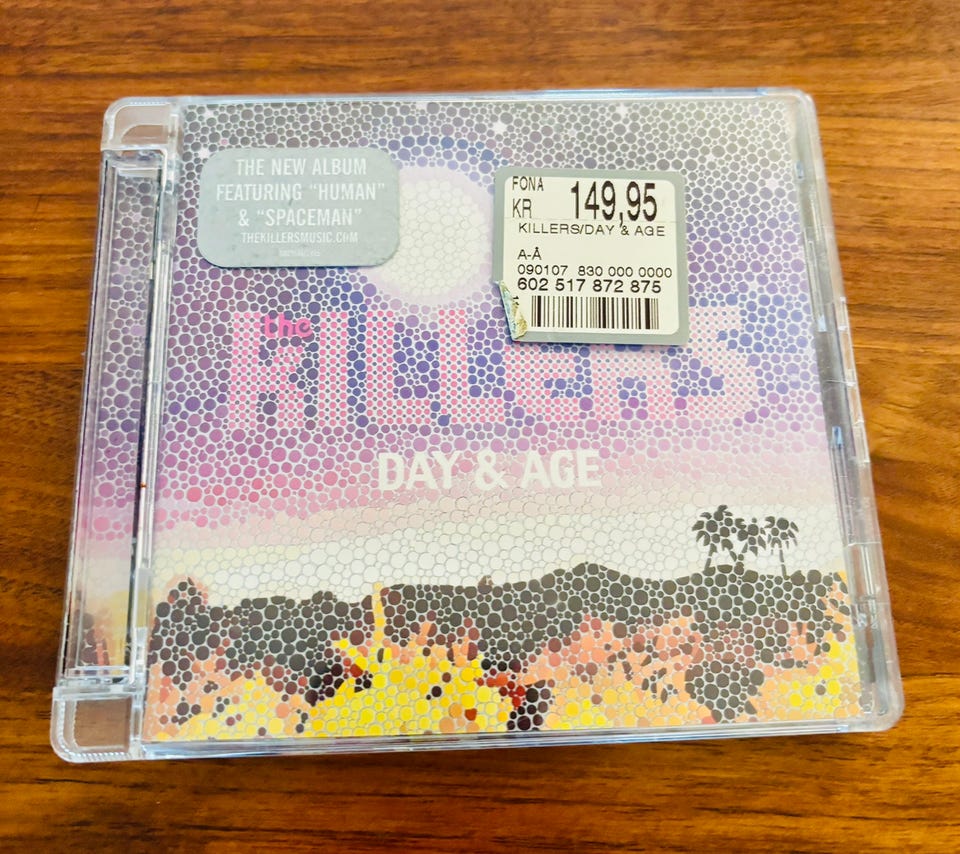 THE NEW ALBUM
FEATURING "HUMAN"
& "SPACEMAN"
THEKILLERSMUSIC.COM
FONA
KR 149,95
KILLERS/DAY & AGE
A-Å
090107 830 000 0000
602 517 872 875
the
KILLERS
DAY & AGE